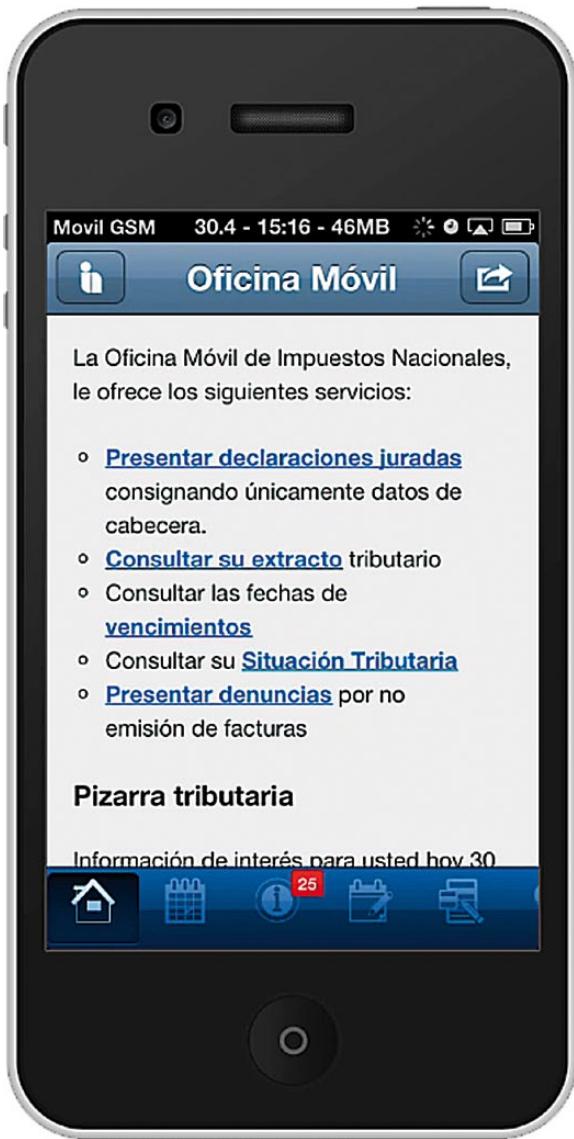 Movil GSM 30.4 - 15:16 - 46MB
Oficina Móvil
La Oficina Móvil de Impuestos Nacionales,
le ofrece los siguientes servicios:
Presentar declaraciones juradas
consignando únicamente datos de
cabecera.
Consultar su extracto tributario
Consultar las fechas de
vencimientos
Consultar su Situación Tributaria
Presentar denuncias por no
emisión de facturas
Pizarra tributaria
Información de interés para usted hoy 30
25